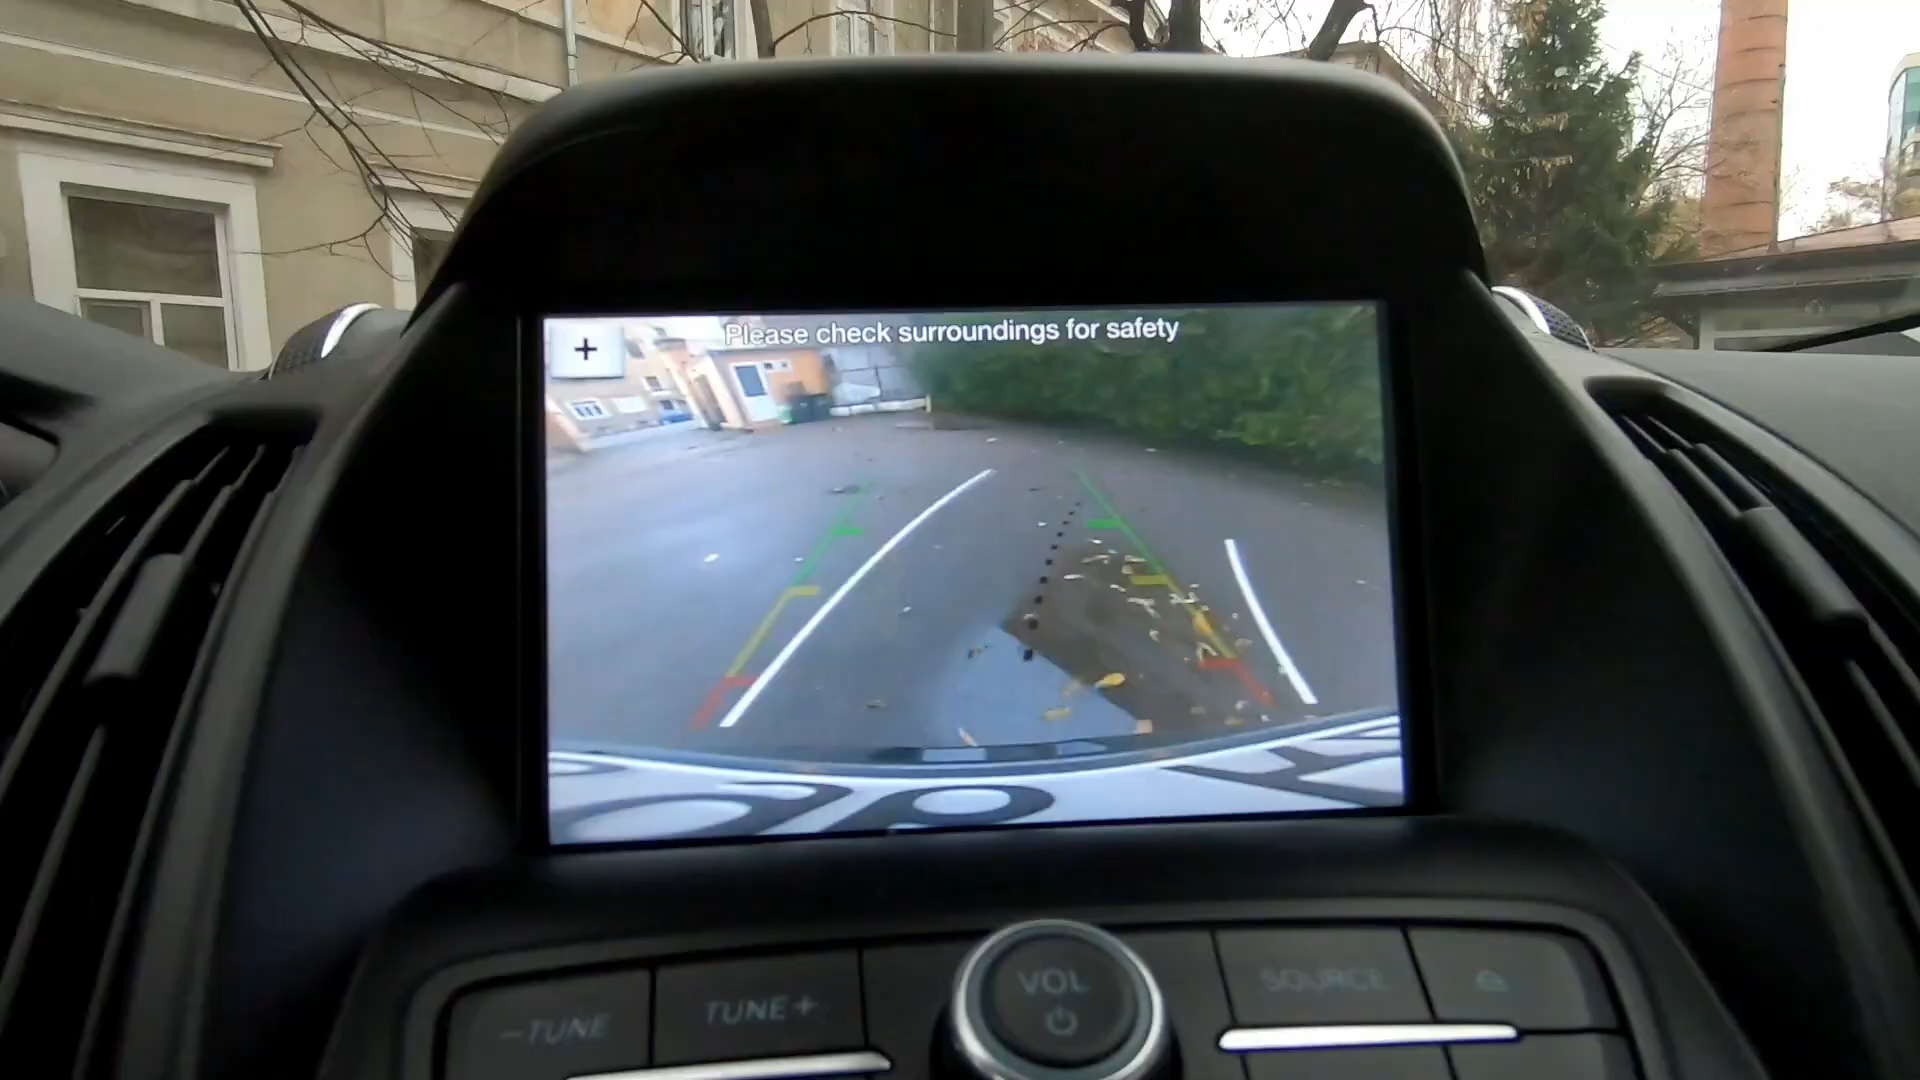 +
Please check surroundings for safety
VOL
SOURCE
-TUNE
TUNE+